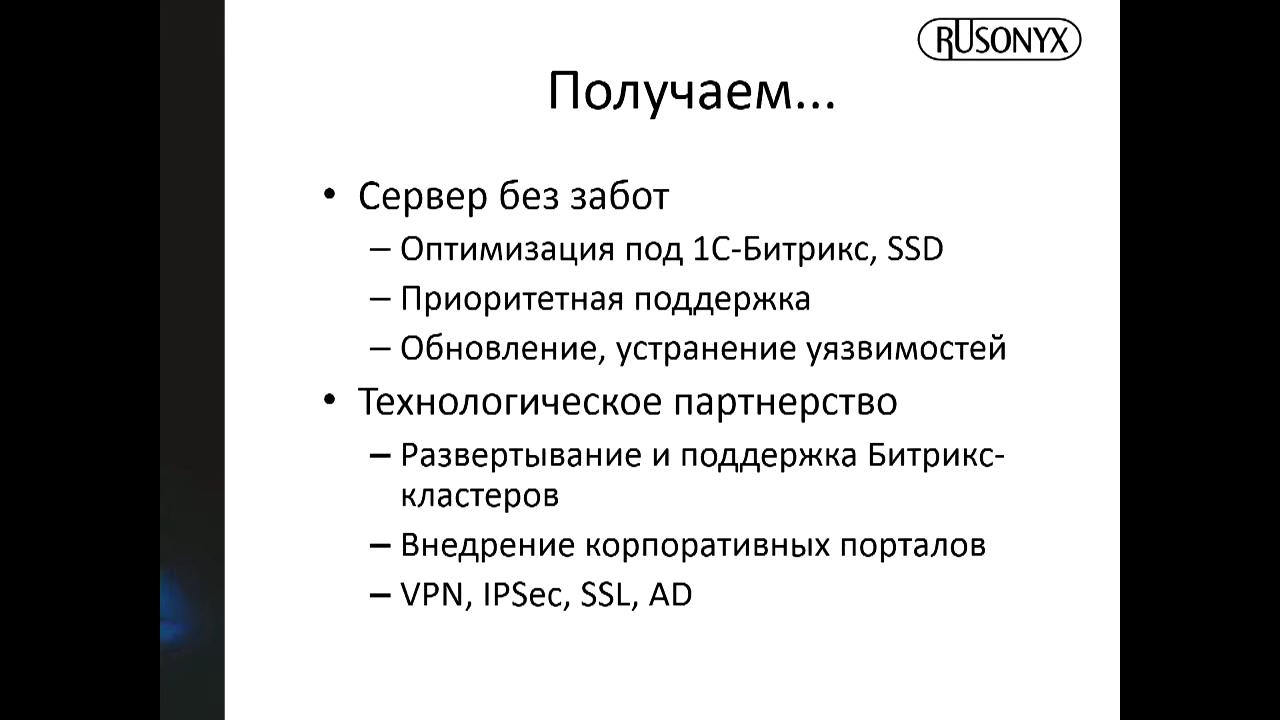 RUSONYX
Получаем...
• Сервер без забот
– Оптимизация под 1С-Битрикс, SSD
– Приоритетная поддержка
– Обновление, устранение уязвимостей
• Технологическое партнерство
– Развертывание и поддержка Битрикс-
кластеров
– Внедрение корпоративных порталов
– VPN, IPSec, SSL, AD